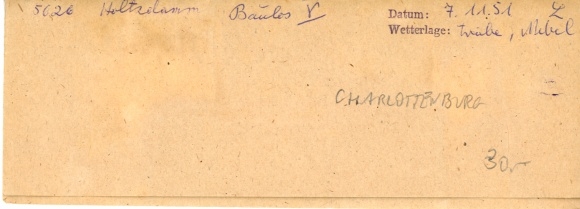 5626 Holtzdamm Baulos V Datum: 7.11.51 L
Wetterlage: trübe, Nebel
CHARLOTTENBURG
30,-